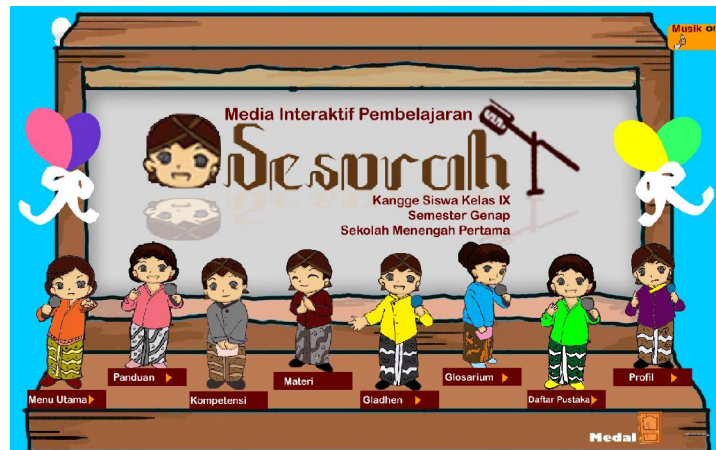 Musik on
Media Interaktif Pembelajaran
Sesorah
Kangge Siswa Kelas IX
Semester Genap
Sekolah Menengah Pertama
Menu Utama
Panduan
Kompetensi
Materi
Gladhen
Glosarium
Daftar Pustaka
Profil
Medal